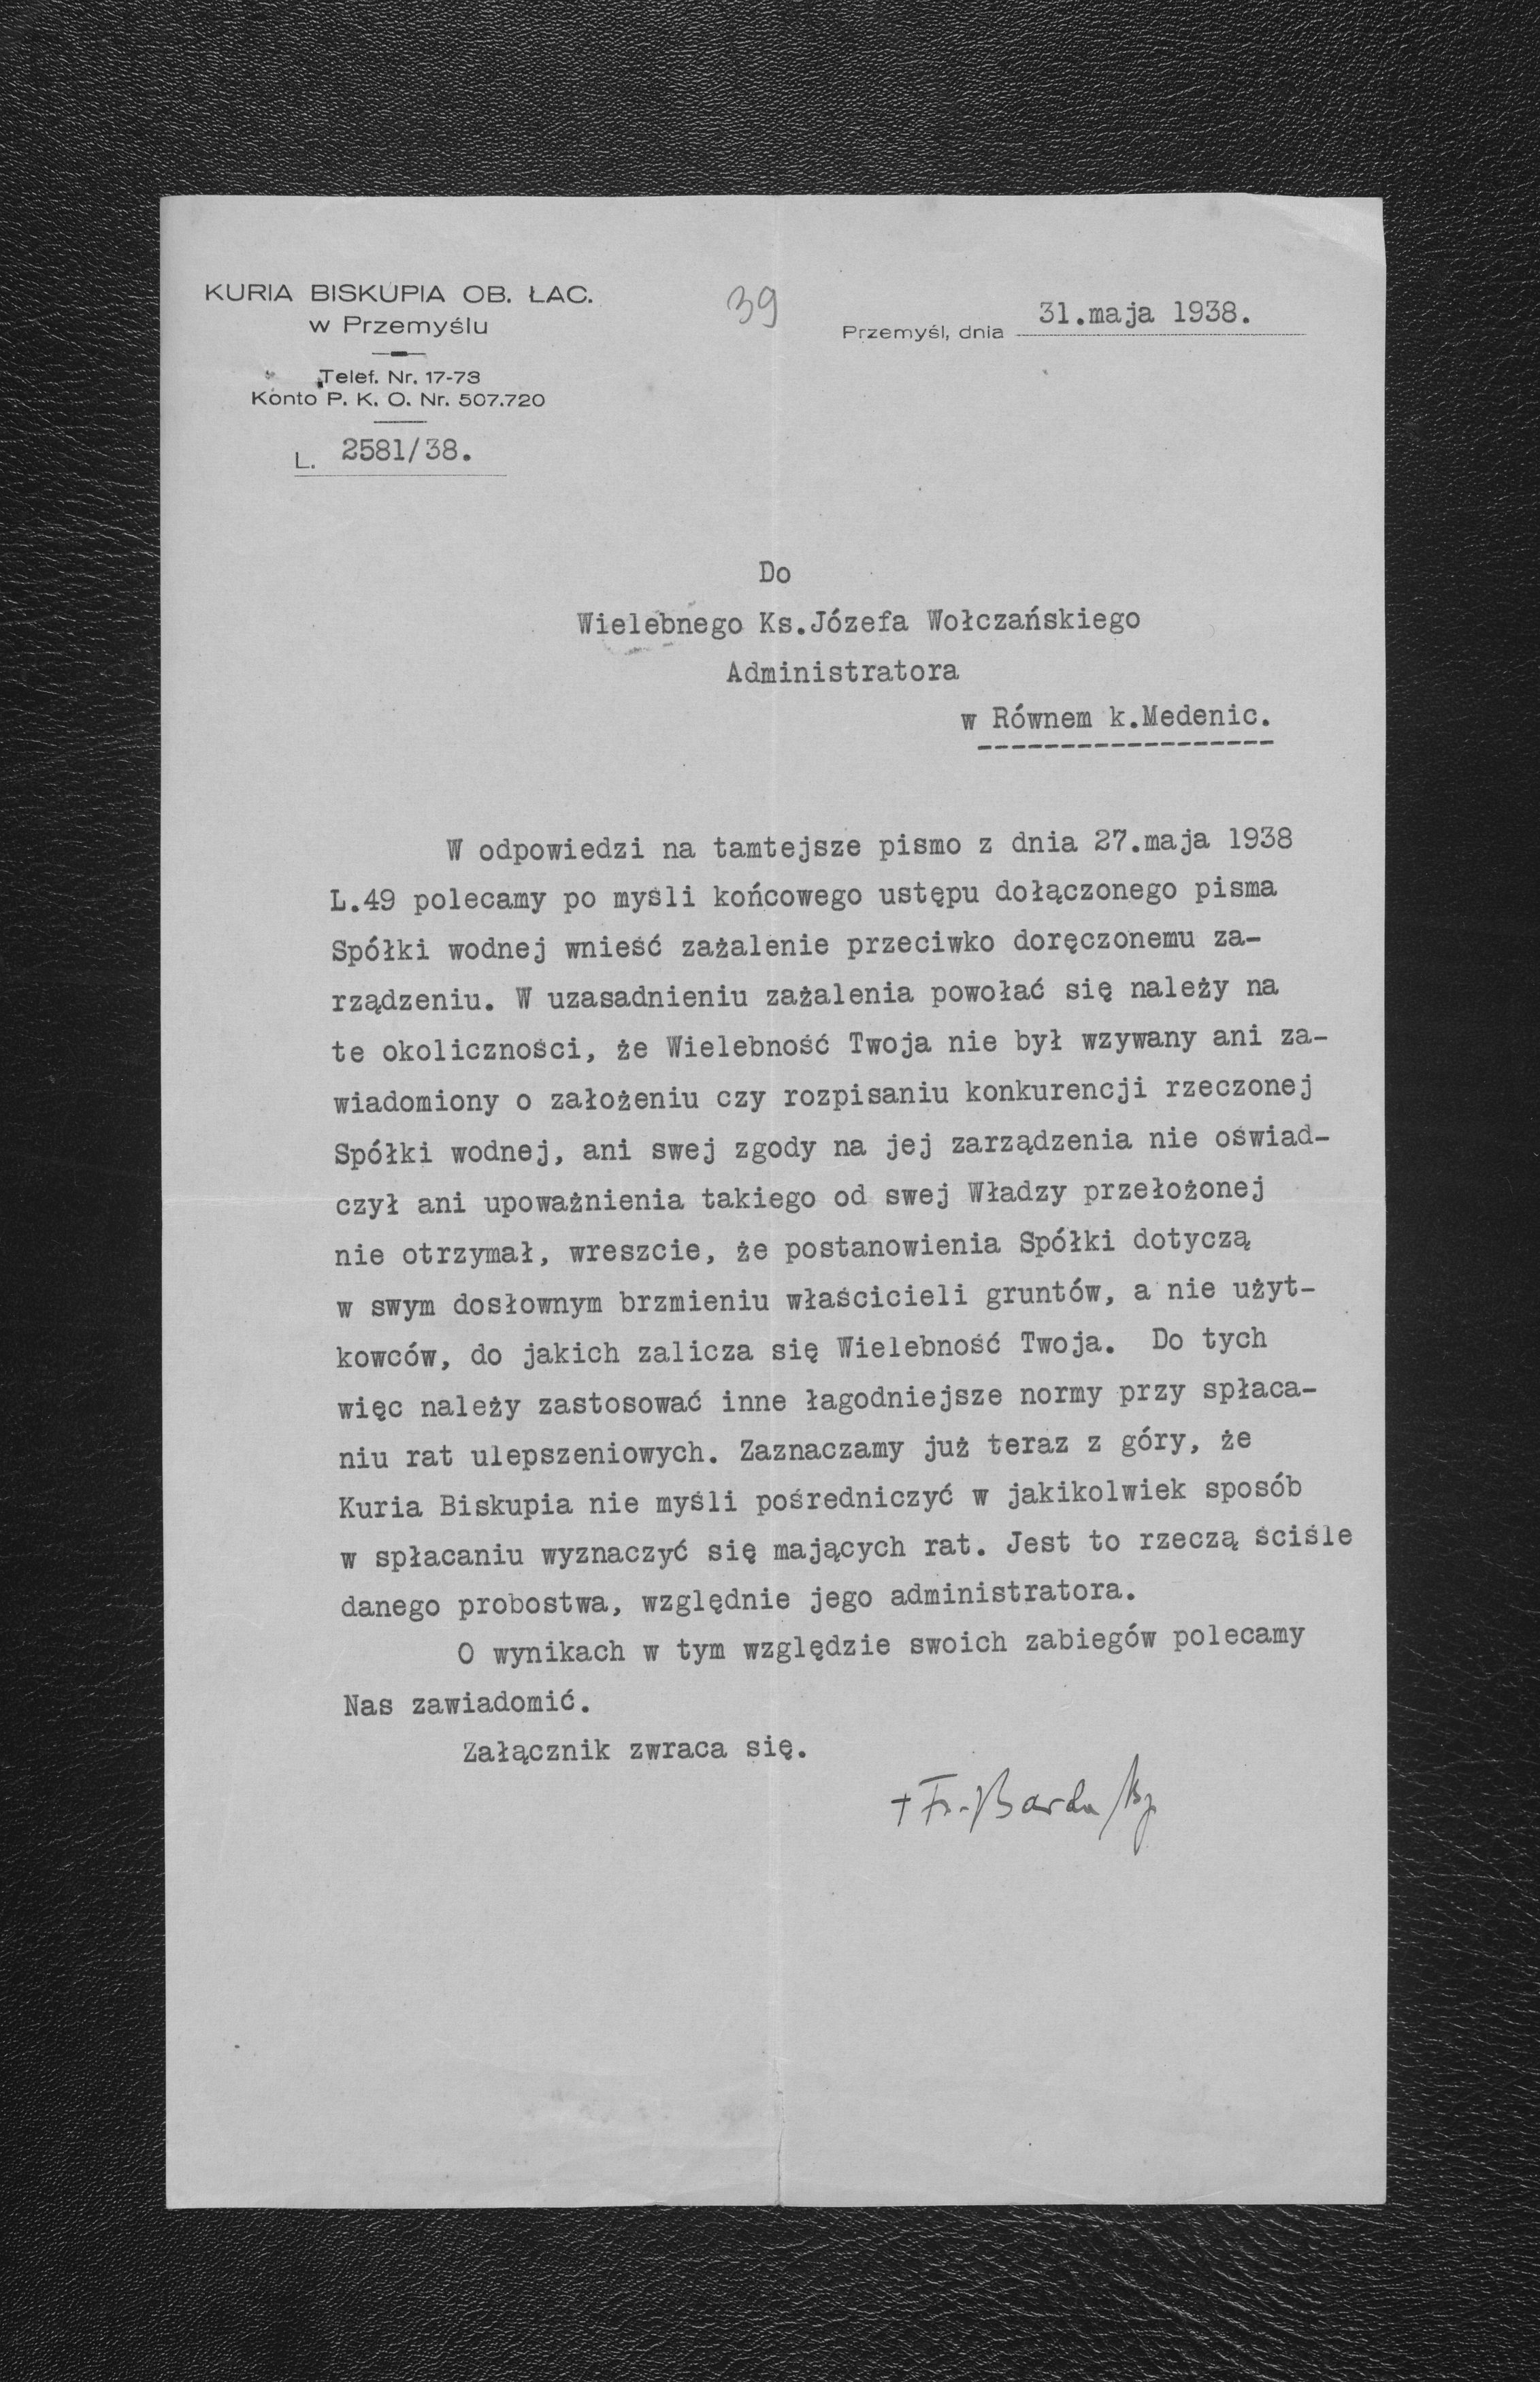 KURIA BISKUPIA OB. ŁAC.
w Przemyślu
Telef. Nr. 17-73
Konto P. K. O. Nr. 507.720
L. 2581/38.
39
Przemyśl, dnia 31.maja 1938.
Do
Wielebnego Ks.Józefa Wołczańskiego
Administratora
w Równem k.Medenic.
W odpowiedzi na tamtejsze pismo z dnia 27.maja 1938
L.49 polecamy po myśli końcowego ustępu dołączonego pisma
Spółki wodnej wnieść zażalenie przeciwko doręczonemu za-
rządzeniu. W uzasadnieniu zażalenia powołać się należy na
te okoliczności, że Wielebność Twoja nie był wzywany ani za-
wiadomiony o założeniu czy rozpisaniu konkurencji rzeczonej
Spółki wodnej, ani swej zgody na jej zarządzenia nie oświad-
czył ani upoważnienia takiego od swej Władzy przełożonej
nie otrzymał, wreszcie, że postanowienia Spółki dotyczą
w swym dosłownym brzmieniu właścicieli gruntów, a nie użyt-
kowców, do jakich zalicza się Wielebność Twoja. Do tych
więc należy zastosować inne łagodniejsze normy przy spłaca-
niu rat ulepszeniowych. Zaznaczamy już teraz z góry, że
Kuria Biskupia nie myśli pośredniczyć w jakikolwiek sposób
w spłacaniu wyznaczyć się mających rat. Jest to rzeczą ściśle
danego probostwa, względnie jego administratora.
O wynikach w tym względzie swoich zabiegów polecamy
Nas zawiadomić.
Załącznik zwraca się.
+ Fr. Barda Bp